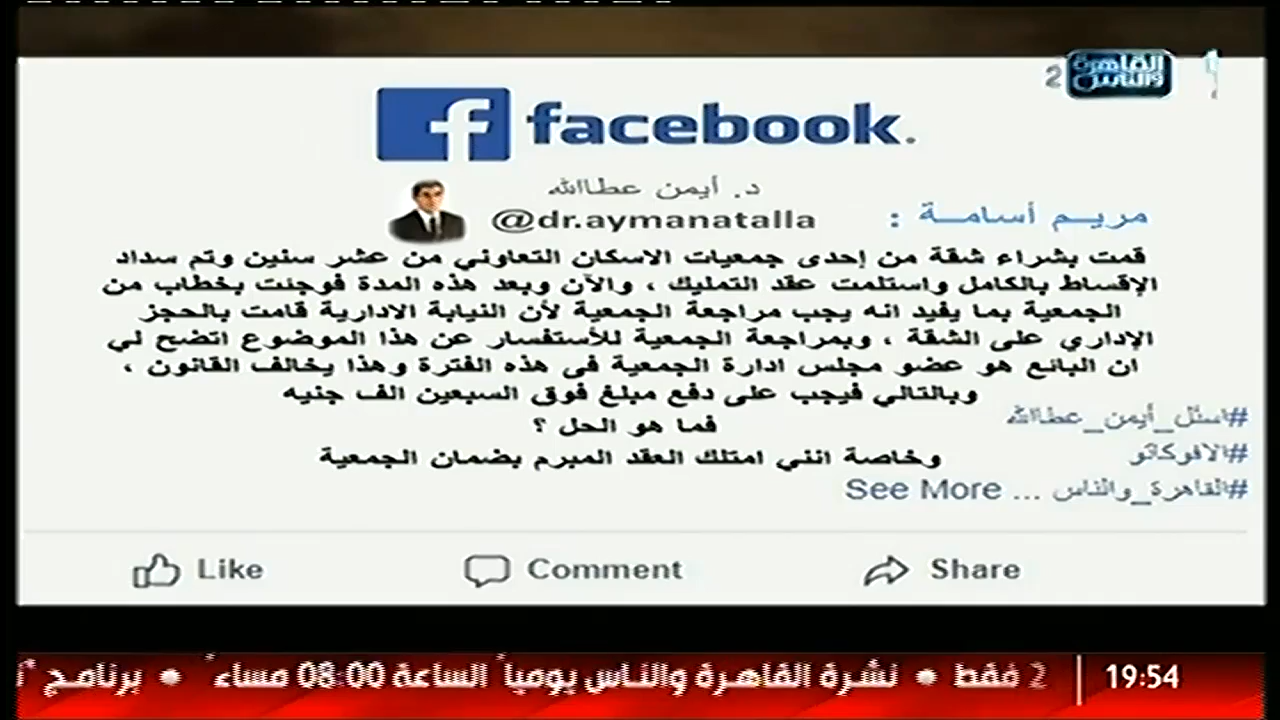 القاهرة والناس 2
facebook.
د. أيمن عطاالله
@dr.aymanatalla
مريم أسامة :
قمت بشراء شقة من إحدى جمعيات الاسكان التعاوني من عشر سنين وتم سداد
الإقساط بالكامل واستلمت عقد التمليك ، والآن وبعد هذه المدة فوجئت بخطاب من
الجمعية بما يفيد انه يجب مراجعة الجمعية لأن النيابة الادارية قامت بالحجز
الإداري على الشقة ، وبمراجعة الجمعية للأستفسار عن هذا الموضوع اتضح لي
ان البائع هو عضو مجلس ادارة الجمعية فى هذه الفترة وهذا يخالف القانون ،
وبالتالي فيجب على دفع مبلغ فوق السبعين الف جنيه
فما هو الحل ؟
وخاصة انني امتلك العقد المبرم بضمان الجمعية
#اسئل_أيمن_عطاالله
#الافوكاتو
#القاهرة_والناس ... See More
Like
Comment
Share
19:54
2 فقط • نشرة القاهرة والناس يومياً الساعة 08:00 مساءً • برنامج